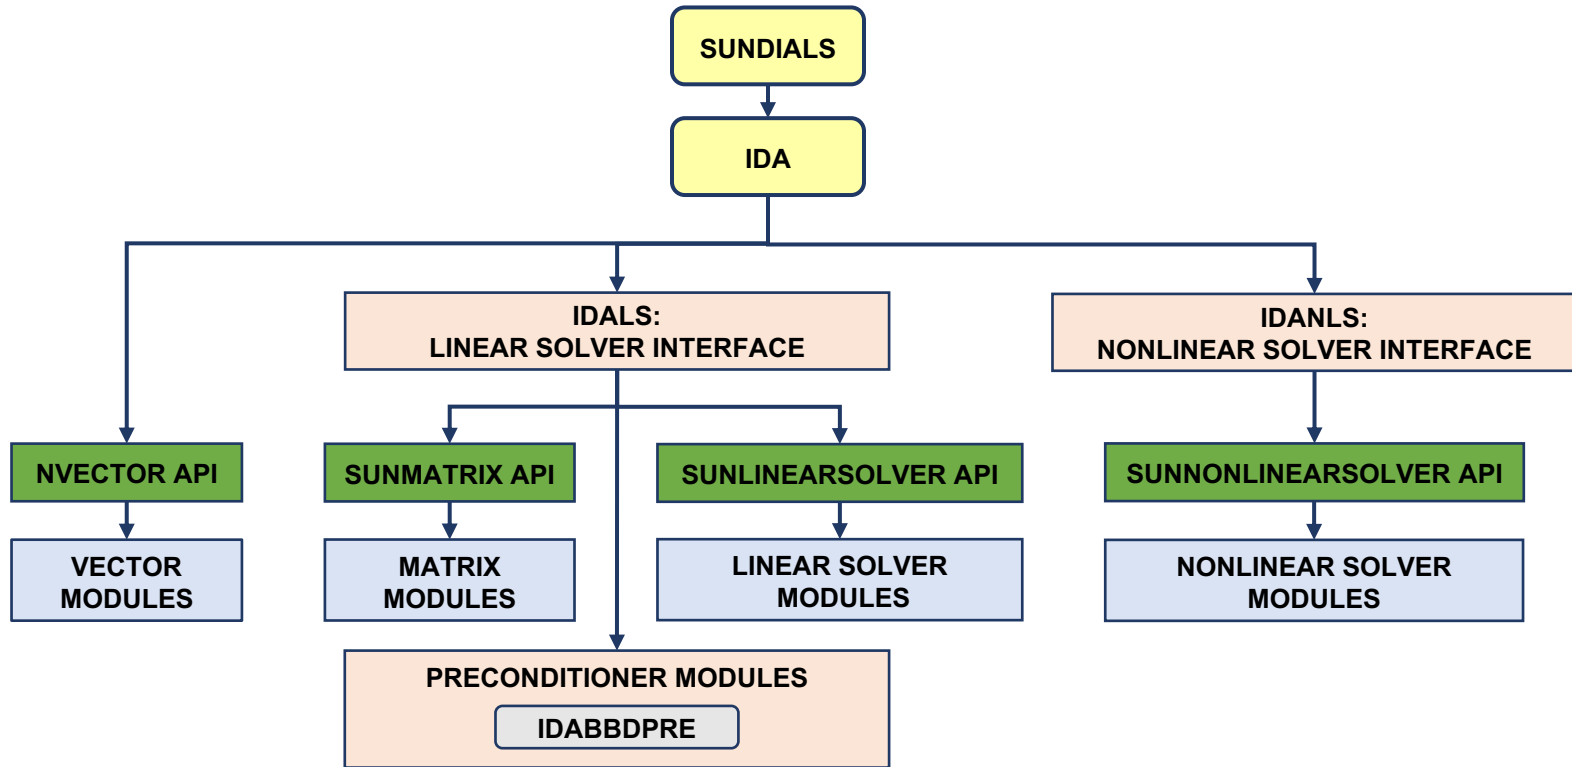 SUNDIALS
IDA
IDALS:
LINEAR SOLVER INTERFACE
IDANLS:
NONLINEAR SOLVER INTERFACE
NVECTOR API
SUNMATRIX API
SUNLINEARSOLVER API
SUNNONLINEARSOLVER API
VECTOR
MODULES
MATRIX
MODULES
LINEAR SOLVER
MODULES
NONLINEAR SOLVER
MODULES
PRECONDITIONER MODULES
IDABBDPRE